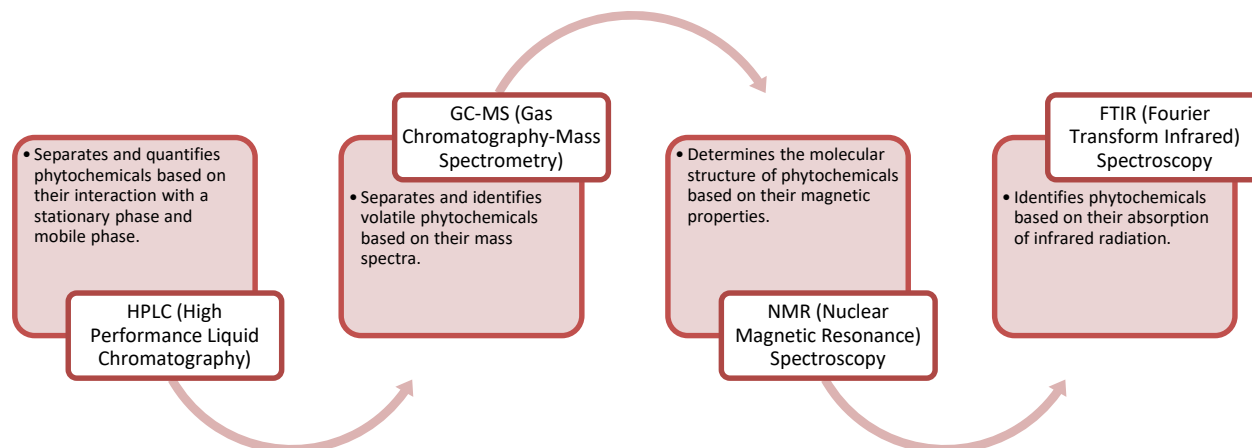 • Separates and quantifies
phytochemicals based on
their interaction with a
stationary phase and
mobile phase.
HPLC (High
Performance Liquid
Chromatography)
GC-MS (Gas
Chromatography-Mass
Spectrometry)
• Separates and identifies
volatile phytochemicals
based on their mass
spectra.
• Determines the molecular
structure of phytochemicals
based on their magnetic
properties.
NMR (Nuclear
Magnetic Resonance)
Spectroscopy
FTIR (Fourier
Transform Infrared)
Spectroscopy
• Identifies phytochemicals
based on their absorption
of infrared radiation.